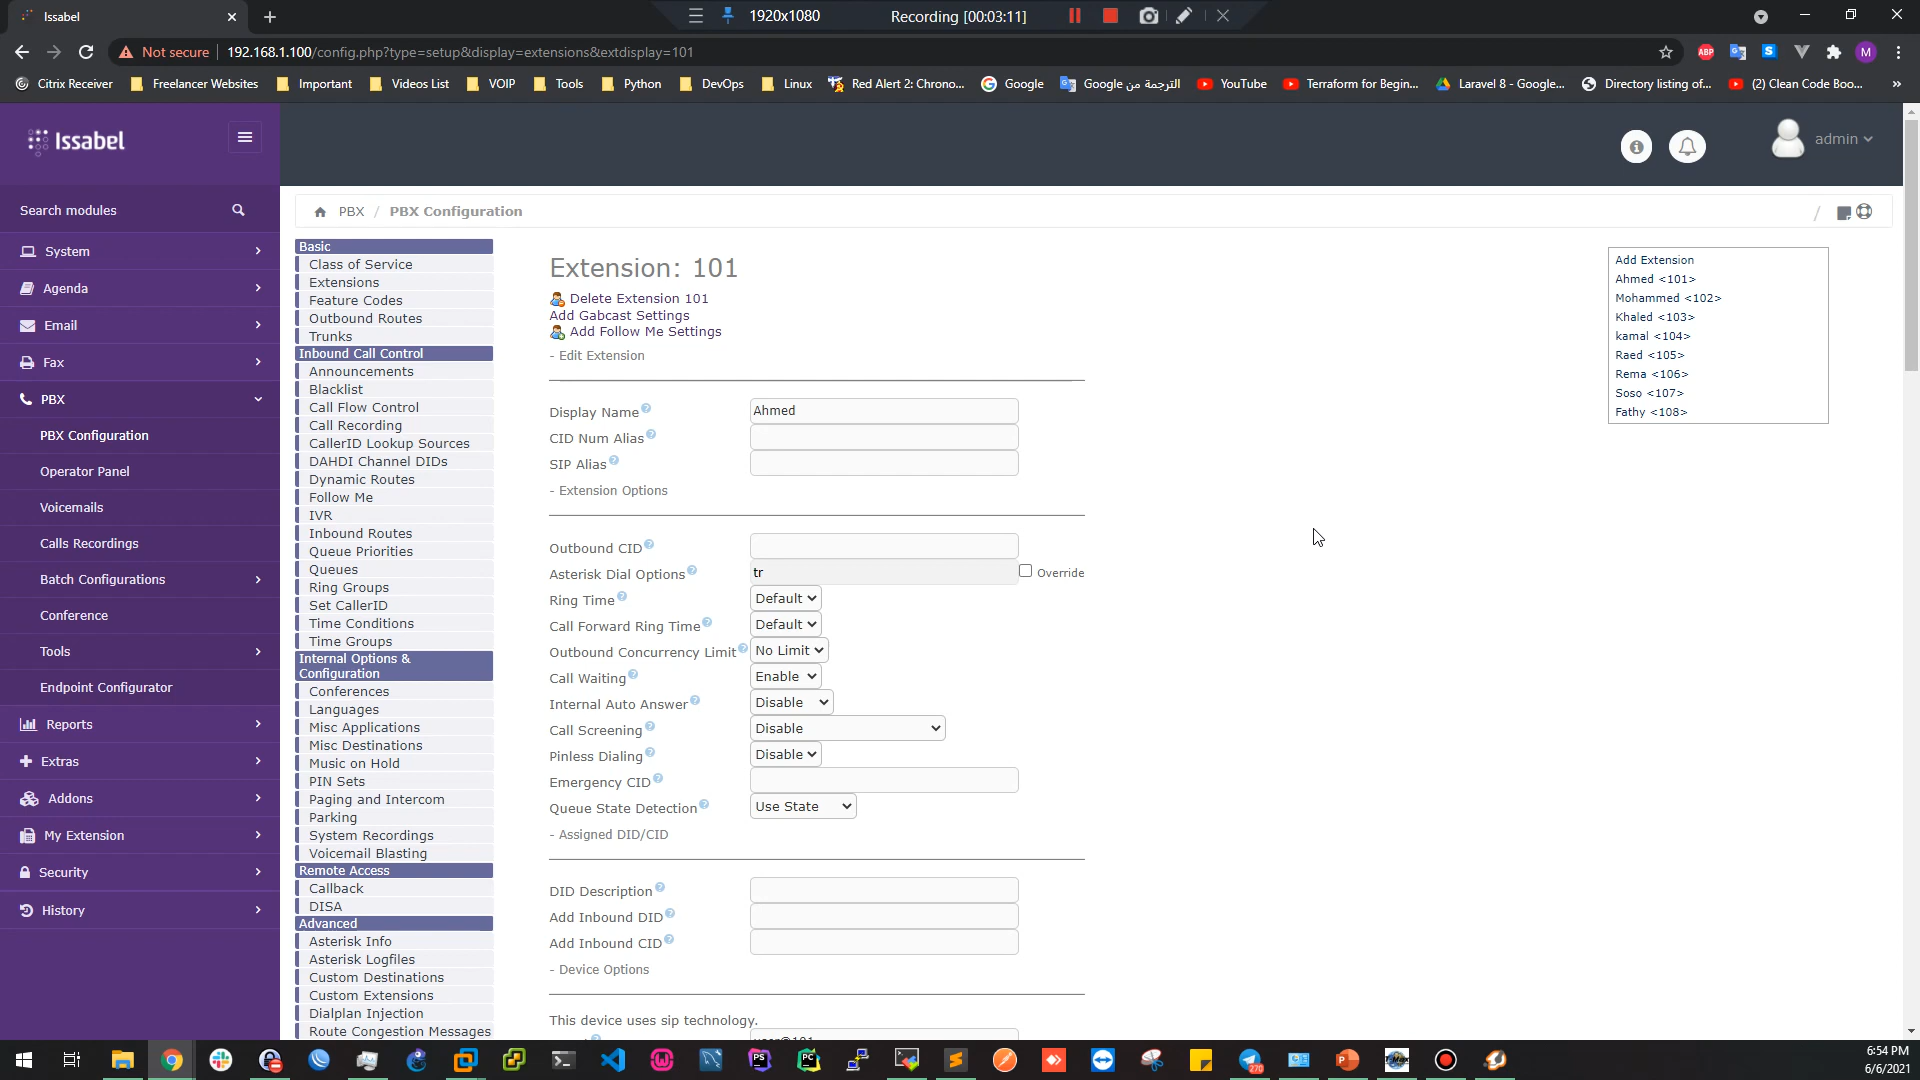 Issabel
1920x1080
Recording [00:03:11]
Not secure
192.168.1.100/config.php?type=setup&display=extensions&extdisplay=101
ABP
M
Citrix Receiver
Freelancer Websites
Important
Videos List
VOIP
Tools
Python
DevOps
Linux
Red Alert 2: Chrono...
Google
الترجمة من Google
YouTube
Terraform for Begin...
Laravel 8 - Google...
Directory listing of...
(2) Clean Code Boo...
»
Issabel
admin
Search modules
System
Agenda
Email
Fax
PBX
PBX Configuration
Operator Panel
Voicemails
Calls Recordings
Batch Configurations
Conference
Tools
Endpoint Configurator
Reports
Extras
Addons
My Extension
Security
History
PBX / PBX Configuration
/
Basic
Class of Service
Extensions
Feature Codes
Outbound Routes
Trunks
Inbound Call Control
Announcements
Blacklist
Call Flow Control
Call Recording
CallerID Lookup Sources
DAHDI Channel DIDs
Dynamic Routes
Follow Me
IVR
Inbound Routes
Queue Priorities
Queues
Ring Groups
Set CallerID
Time Conditions
Time Groups
Internal Options &
Configuration
Conferences
Languages
Misc Applications
Misc Destinations
Music on Hold
PIN Sets
Paging and Intercom
Parking
System Recordings
Voicemail Blasting
Remote Access
Callback
DISA
Advanced
Asterisk Info
Asterisk Logfiles
Custom Destinations
Custom Extensions
Dialplan Injection
Route Congestion Messages
Extension: 101
Delete Extension 101
Add Gabcast Settings
Add Follow Me Settings
- Edit Extension
Display Name Ahmed
CID Num Alias
SIP Alias
- Extension Options
Outbound CID
Asterisk Dial Options tr Override
Ring Time Default
Call Forward Ring Time Default
Outbound Concurrency Limit No Limit
Call Waiting Enable
Internal Auto Answer Disable
Call Screening Disable
Pinless Dialing Disable
Emergency CID
Queue State Detection Use State
- Assigned DID/CID
DID Description
Add Inbound DID
Add Inbound CID
- Device Options
This device uses sip technology.
Add Extension
Ahmed <101>
Mohammed <102>
Khaled <103>
kamal <104>
Raed <105>
Rema <106>
Soso <107>
Fathy <108>
PS
PC
270
6:54 PM
6/6/2021